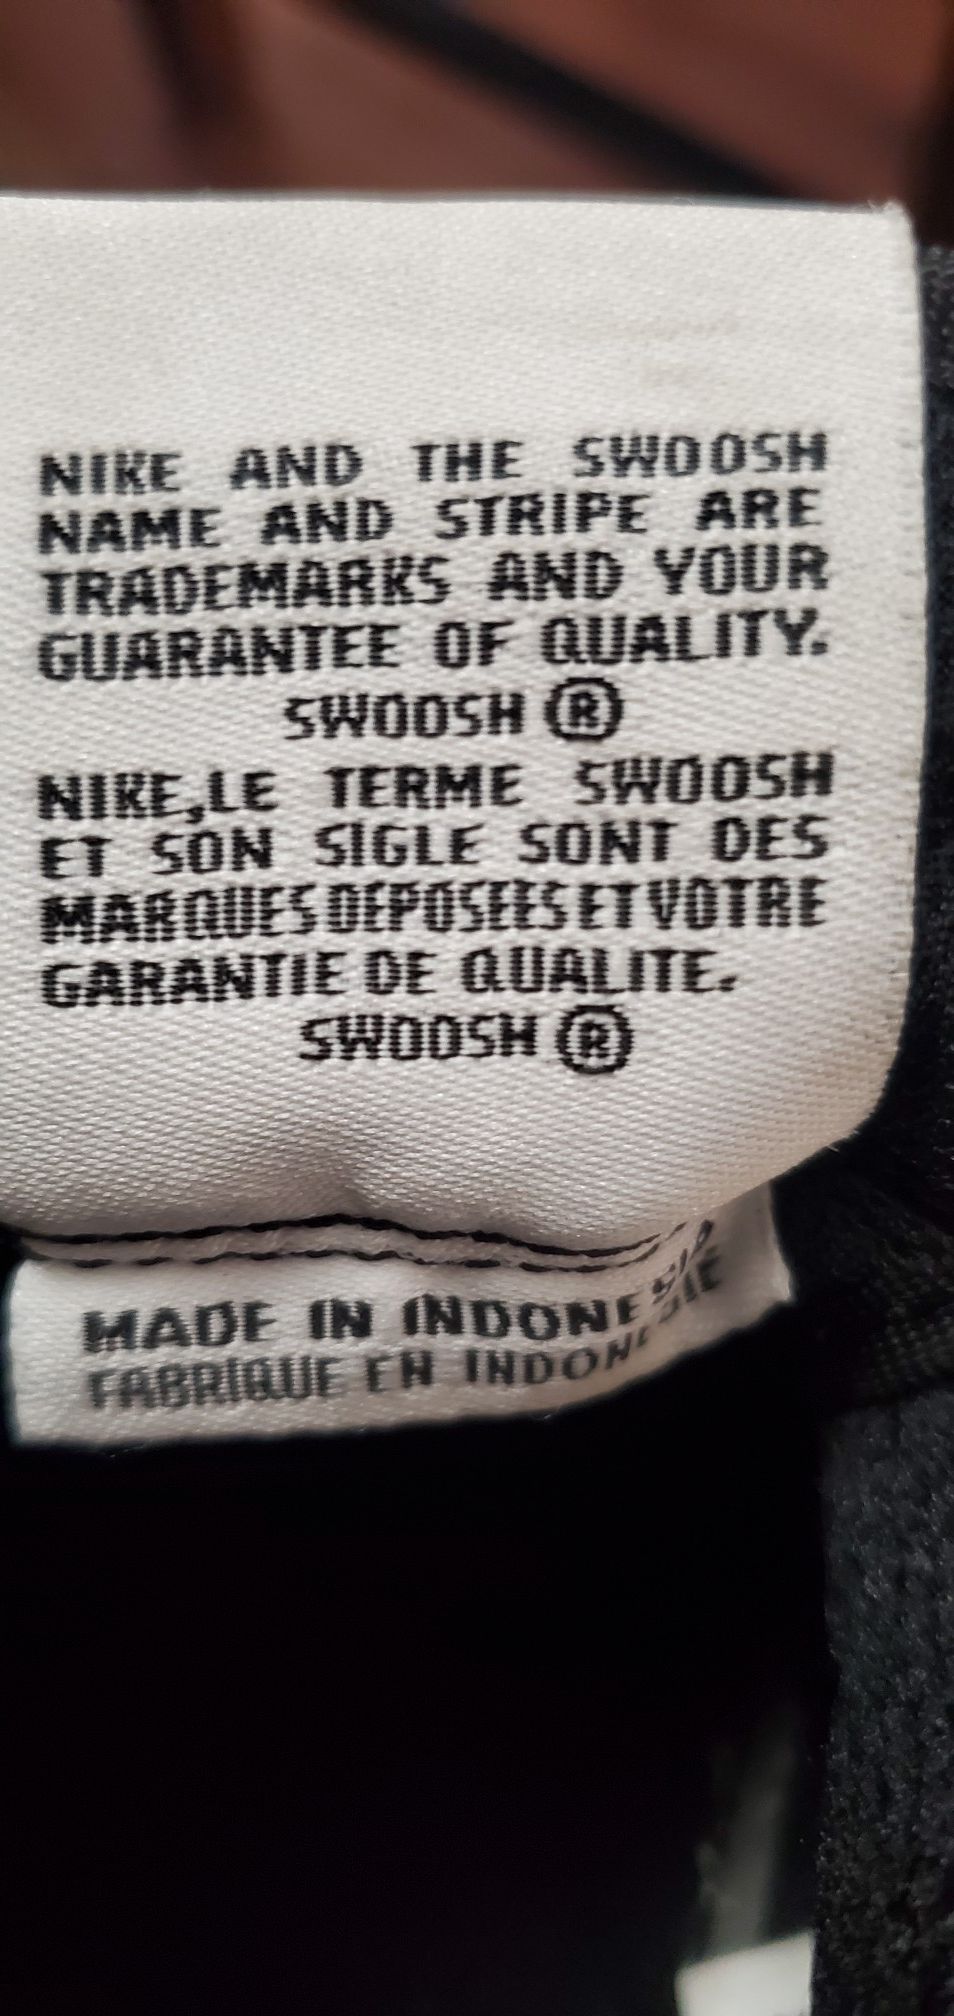 NIKE AND THE SWOOSH
NAME AND STRIPE ARE
TRADEMARKS AND YOUR
GUARANTEE OF QUALITY.
SWOOSH ®
NIKE,LE TERME SWOOSH
ET SON SIGLE SONT DES
MARQUES DEPOSEES ET VOTRE
GARANTIE DE QUALITE.
SWOOSH ®
MADE IN INDONESIA
FABRIQUE EN INDONESIE